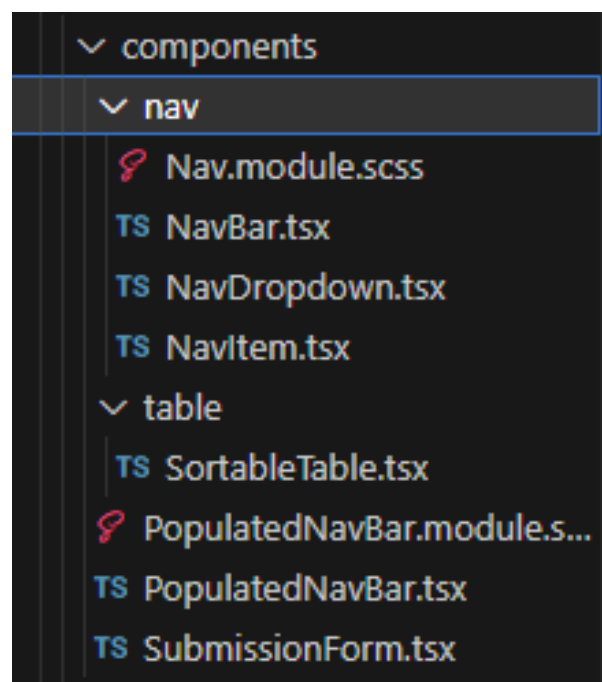 components
nav
Nav.module.scss
TS NavBar.tsx
TS NavDropdown.tsx
TS NavItem.tsx
table
TS SortableTable.tsx
PopulatedNavBar.module.s...
TS PopulatedNavBar.tsx
TS SubmissionForm.tsx